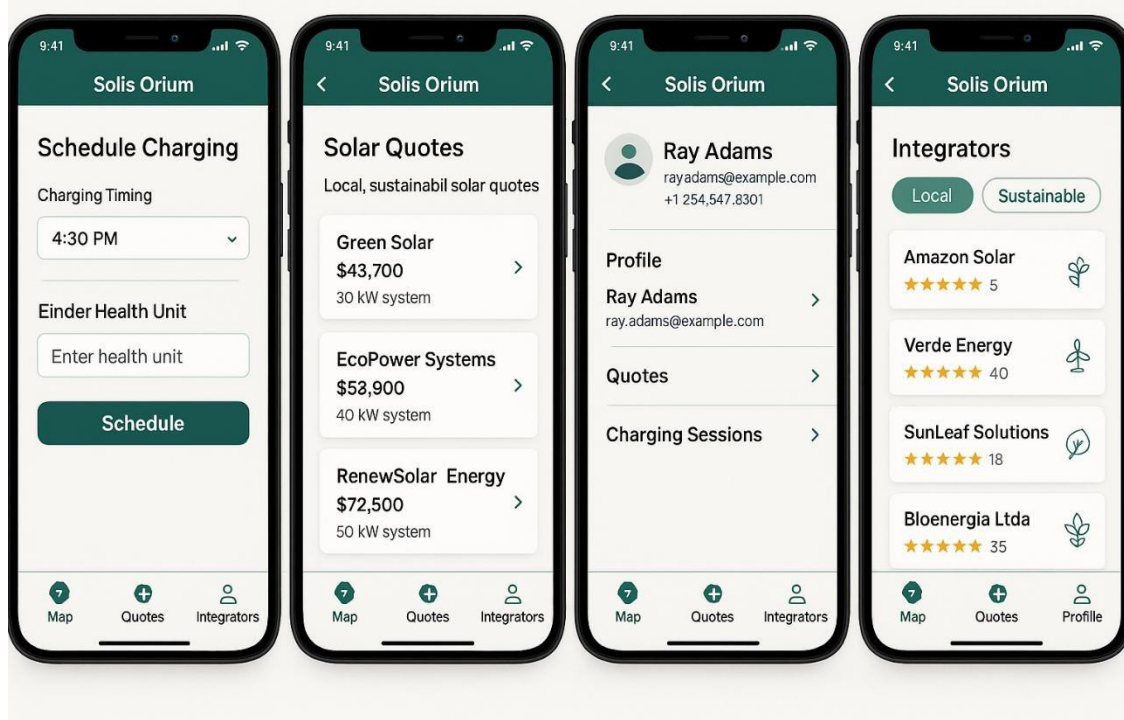 9:41
Solis Orium
Schedule Charging
Charging Timing
4:30 PM
Einder Health Unit
Enter health unit
Schedule
Map
Quotes
Integrators
9:41
Solis Orium
Solar Quotes
Local, sustainabil solar quotes
Green Solar
$43,700
30 kW system
EcoPower Systems
$53,900
40 kW system
RenewSolar Energy
$72,500
50 kW system
Map
Quotes
Integrators
9:41
Solis Orium
Ray Adams
rayadams@example.com
+1 254,547.8301
Profile
Ray Adams
ray.adams@example.com
Quotes
Charging Sessions
Map
Quotes
Integrators
9:41
Solis Orium
Integrators
Local
Sustainable
Amazon Solar
★★★★★ 5
Verde Energy
★★★★★ 40
SunLeaf Solutions
★★★★★ 18
Bloenergia Ltda
★★★★★ 35
Map
Quotes
Profille